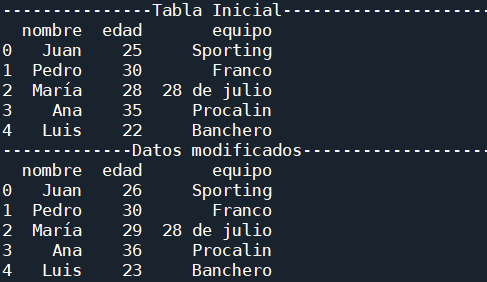 ---------------Tabla Inicial---------------------
  nombre  edad       equipo
0   Juan    25     Sporting
1  Pedro    30       Franco
2  María    28  28 de julio
3    Ana    35     Procalin
4   Luis    22     Banchero
-------------Datos modificados-------------------
  nombre  edad       equipo
0   Juan    26     Sporting
1  Pedro    30       Franco
2  María    29  28 de julio
3    Ana    36     Procalin
4   Luis    23     Banchero